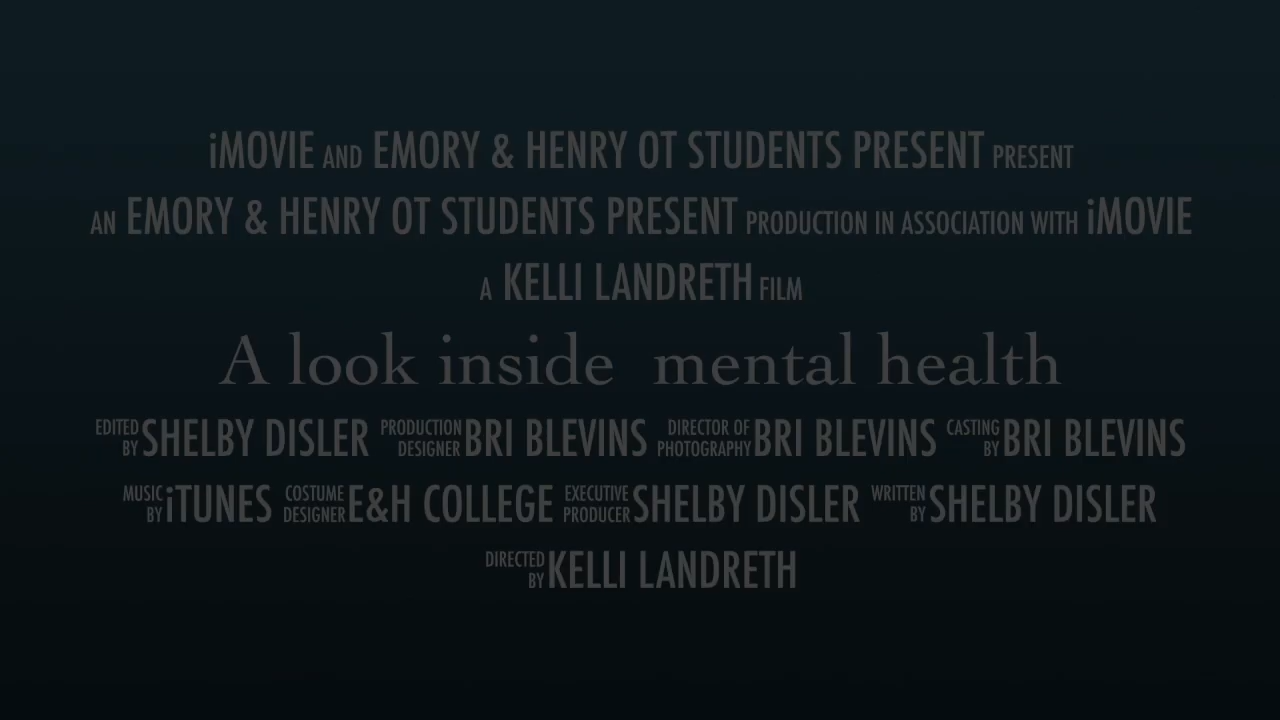 iMOVIE AND EMORY & HENRY OT STUDENTS PRESENT PRESENT
AN EMORY & HENRY OT STUDENTS PRESENT PRODUCTION IN ASSOCIATION WITH iMOVIE
A KELLI LANDRETH FILM
A look inside  mental health
EDITED BY SHELBY DISLER PRODUCTION DESIGNER BRI BLEVINS DIRECTOR OF PHOTOGRAPHY BRI BLEVINS CASTING BY BRI BLEVINS
MUSIC BY iTUNES COSTUME DESIGNER E&H COLLEGE EXECUTIVE PRODUCER SHELBY DISLER WRITTEN BY SHELBY DISLER
DIRECTED BY KELLI LANDRETH